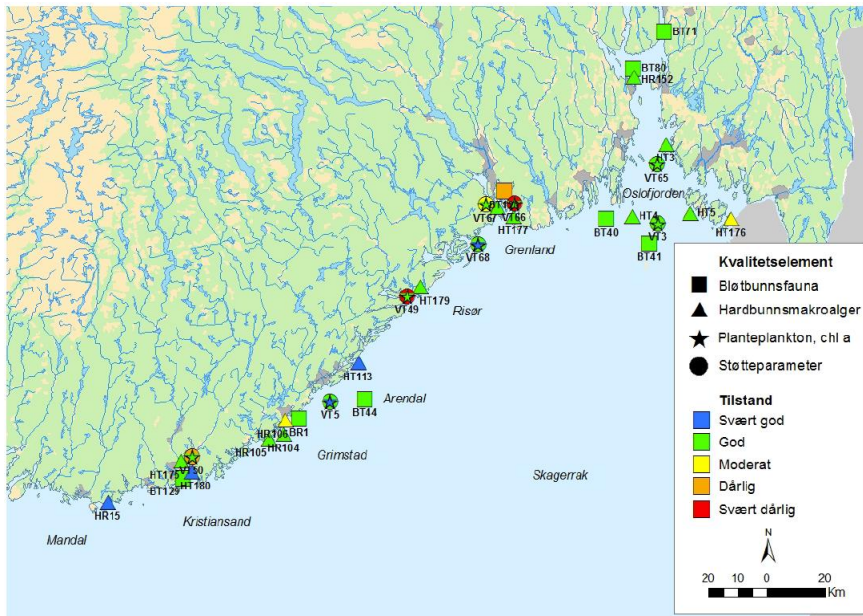 BT71
BT80
HR152
HT3
VT65
Oslofjorden
VT67
VT66
HT177
BT40
HT4
VT3
HT5
HT176
BT41
Grenland
VT68
HT179
VT49
Risør
HT113
VT5
BT44
Arendal
HR106
BR1
HR105
HR104
Grimstad
Skagerrak
HT175
VT50
BT129
HT180
HR15
Kristiansand
Mandal
Kvalitetselement
Bløtbunnsfauna
Hardbunnsmakroalger
Planteplankton, chl a
Støtteparameter
Tilstand
Svært god
God
Moderat
Dårlig
Svært dårlig
N
20 10 0 20
Km